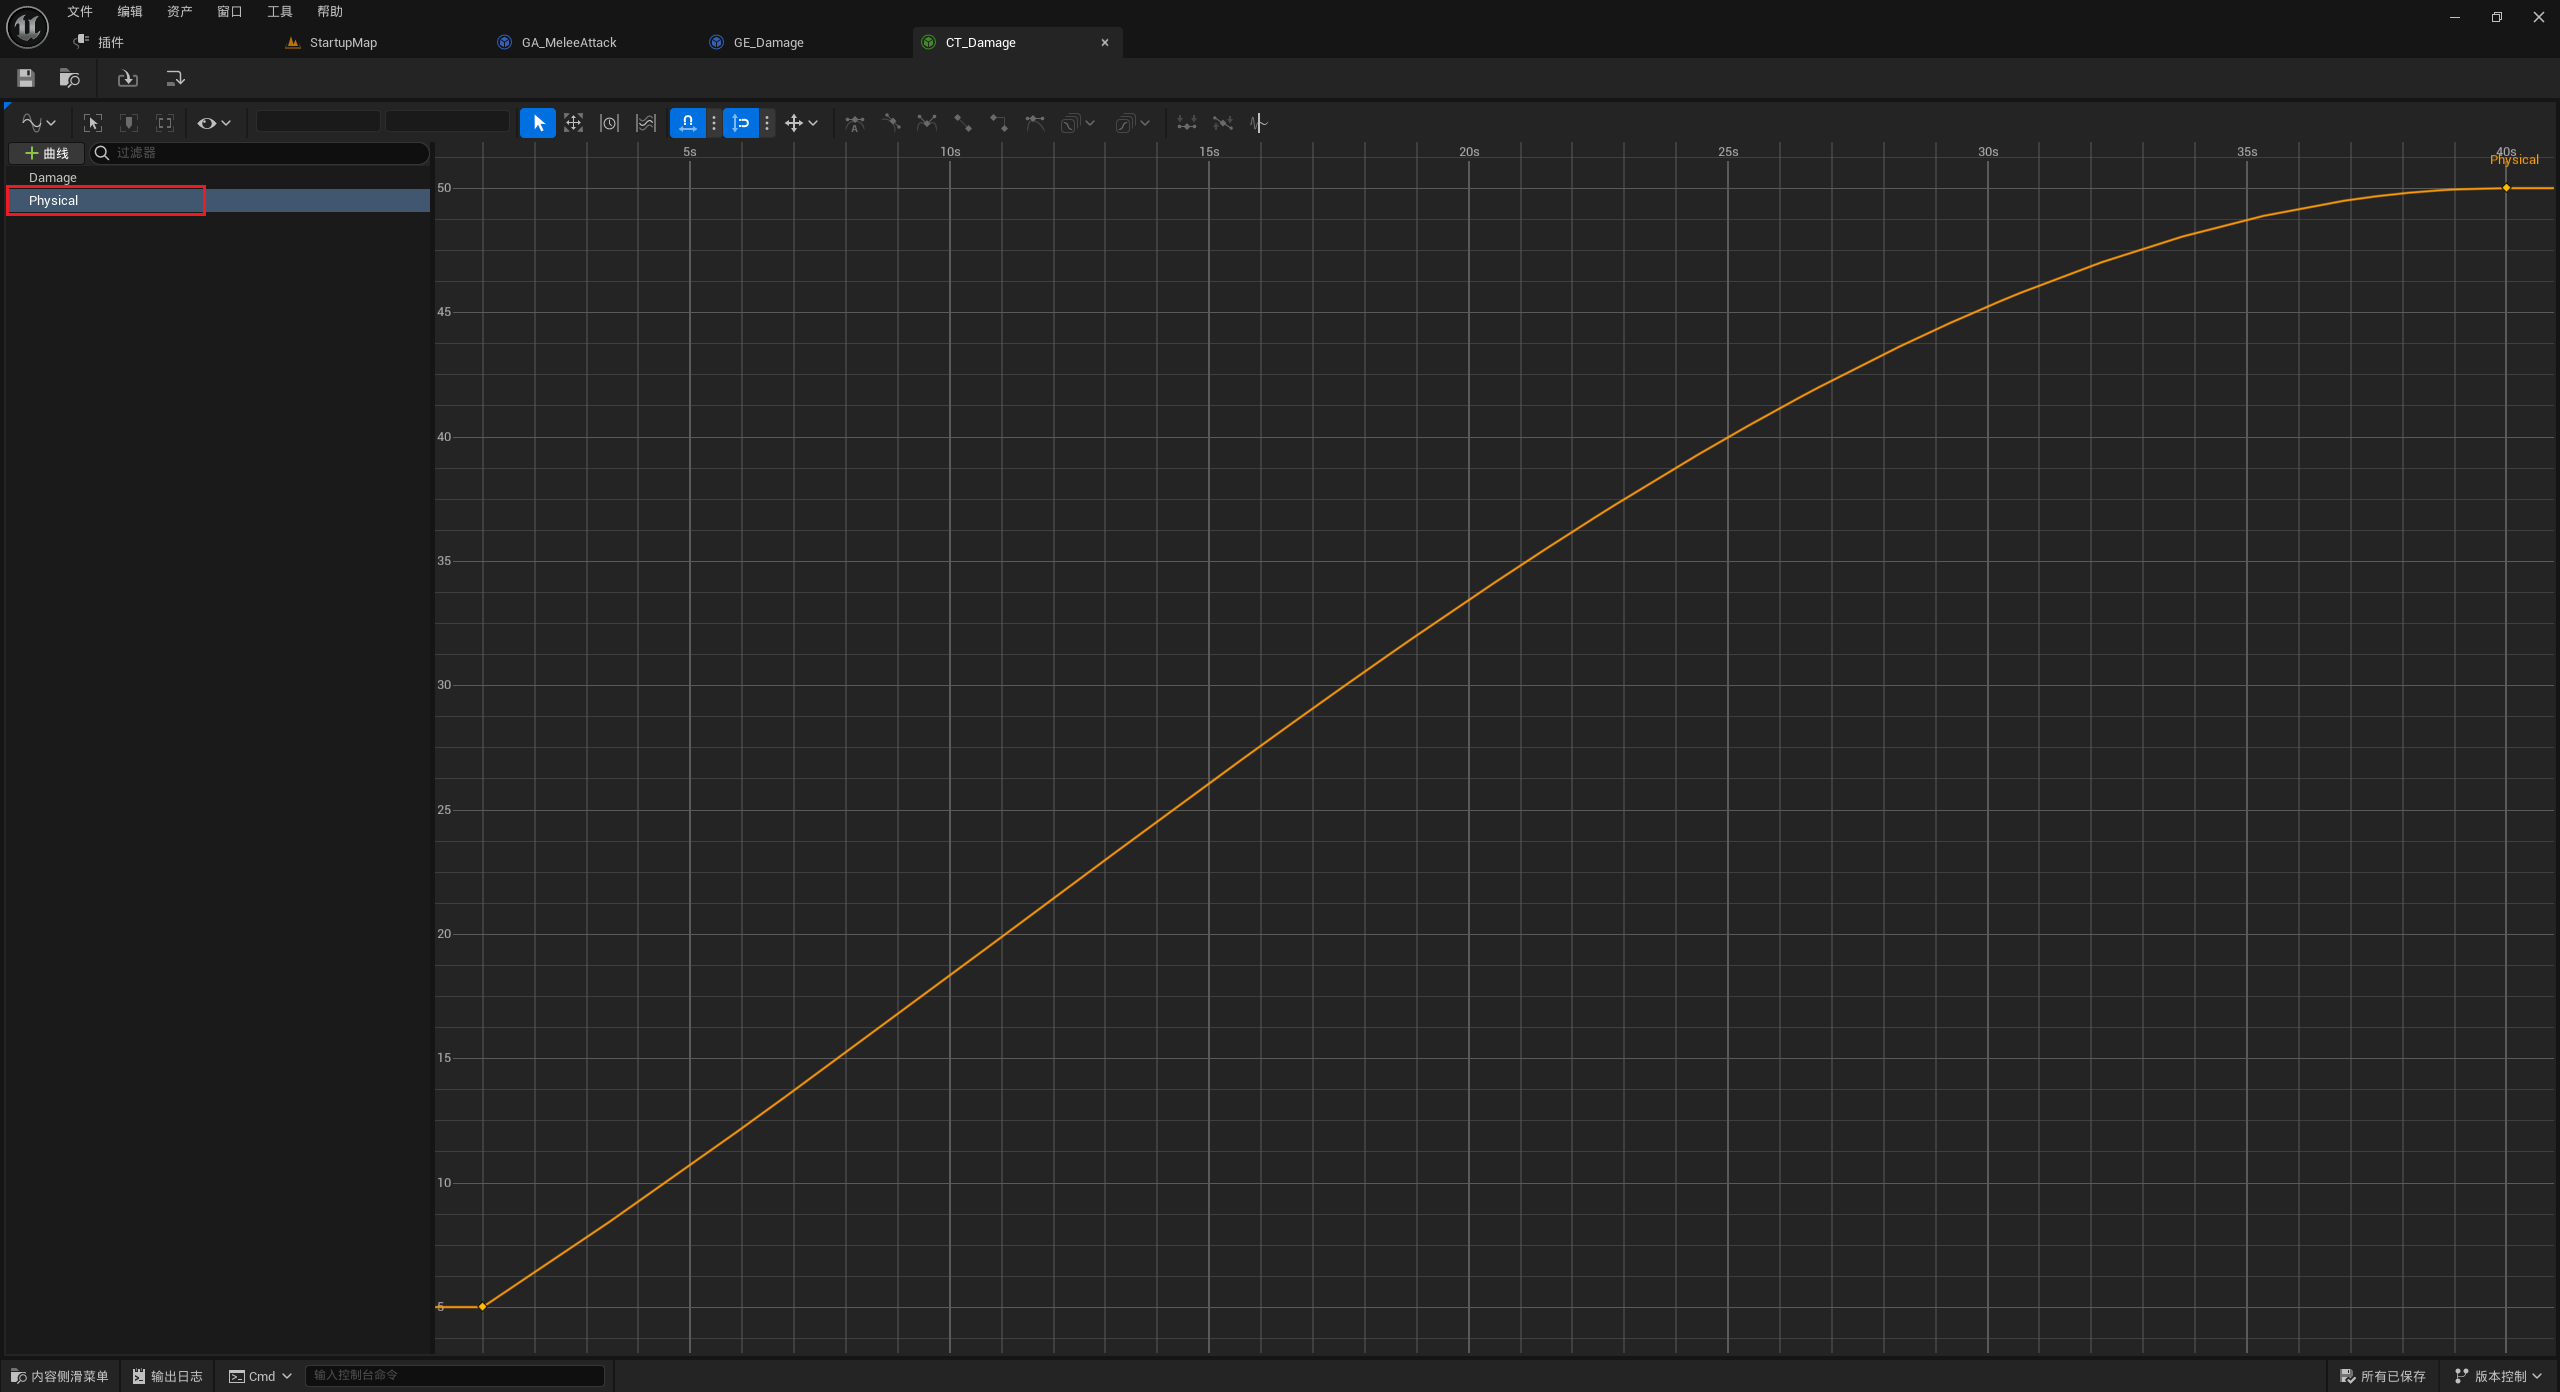 文件 编辑 资产 窗口 工具 帮助
插件 StartupMap GA_MeleeAttack GE_Damage CT_Damage
曲线 过滤器
Damage
Physical
5s 10s 15s 20s 25s 30s 35s 40s
Physical
50
45
40
35
30
25
20
15
10
5
内容侧滑菜单 输出日志 Cmd 输入控制台命令 所有已保存 版本控制